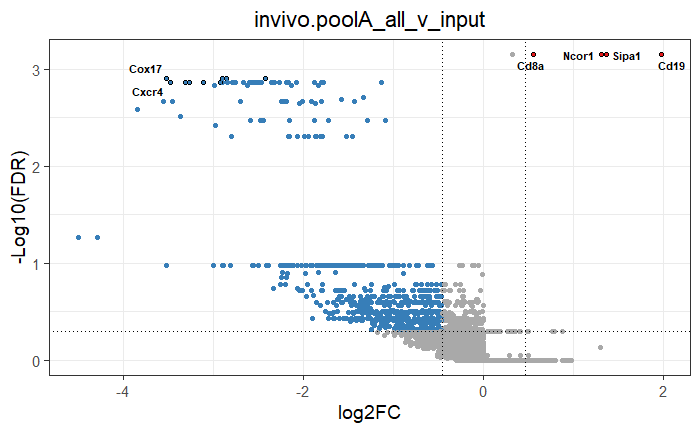 invivo.poolA_all_v_input
Cox17
Cxcr4
Cd8a
Ncor1
Sipa1
Cd19
-Log10(FDR)
3
2
1
0
-4
-2
0
2
log2FC